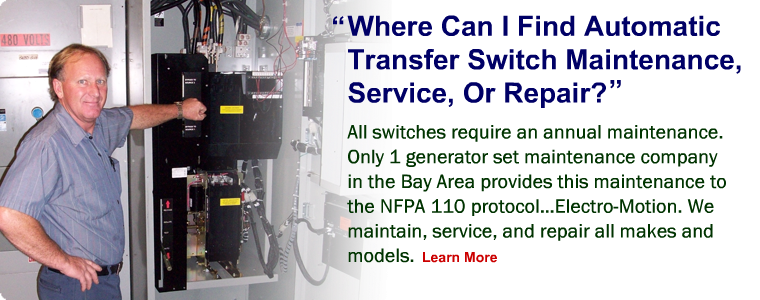 480 VOLTS
“Where Can I Find Automatic
Transfer Switch Maintenance,
Service, Or Repair?”
All switches require an annual maintenance.
Only 1 generator set maintenance company
in the Bay Area provides this maintenance to
the NFPA 110 protocol...Electro-Motion. We
maintain, service, and repair all makes and
models. Learn More